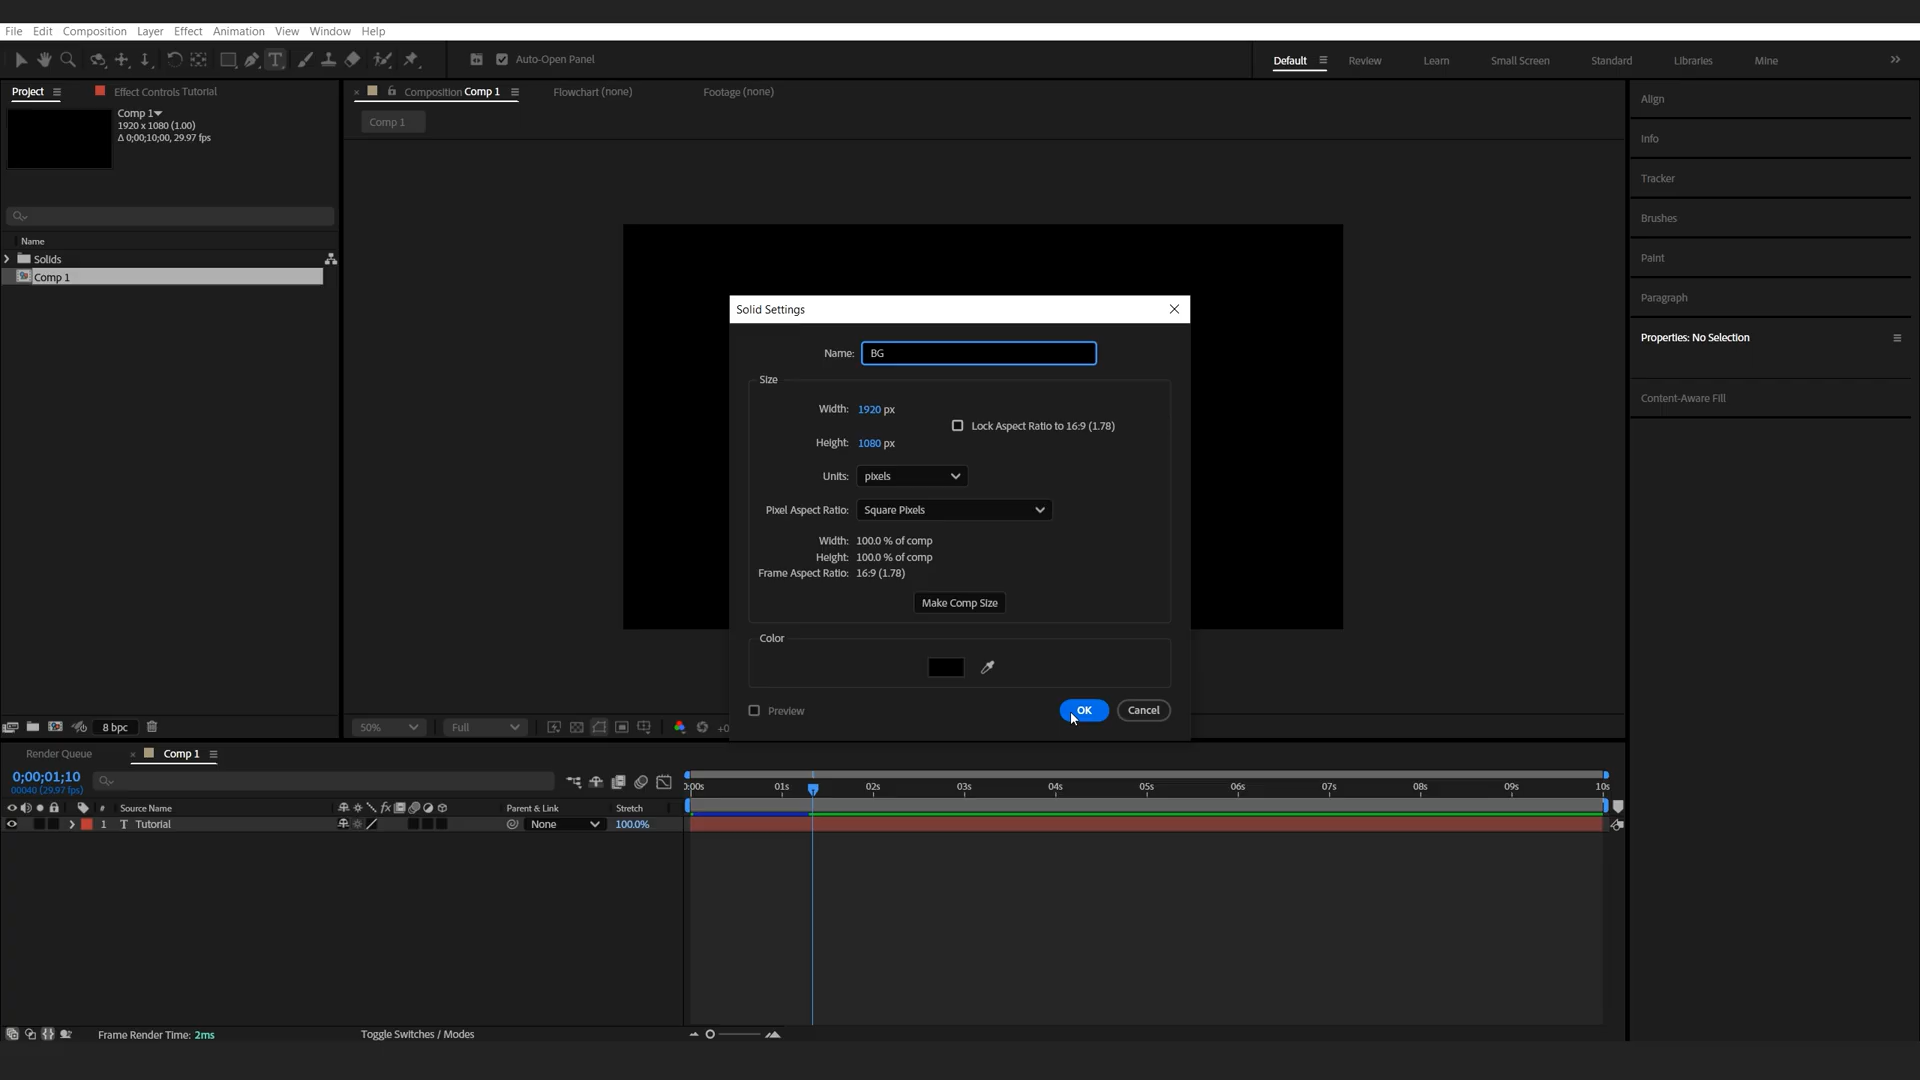 File Edit Composition Layer Effect Animation View Window Help
Auto-Open Panel
Default Review Learn Small Screen Standard Libraries Mine
Project Effect Controls Tutorial
Composition Comp 1 Flowchart (none) Footage (none)
Comp 1
1920 x 1080 (1.00)
Δ 0;00;10;00, 29.97 fps
Comp 1
Name
Solids
Comp 1
Align
Info
Tracker
Brushes
Paint
Paragraph
Properties: No Selection
Content-Aware Fill
Solid Settings
Name: BG
Size
Width: 1920 px
Lock Aspect Ratio to 16:9 (1.78)
Height: 1080 px
Units: pixels
Pixel Aspect Ratio: Square Pixels
Width: 100.0 % of comp
Height: 100.0 % of comp
Frame Aspect Ratio: 16:9 (1.78)
Make Comp Size
Color
Preview OK Cancel
8 bpc
50% Full +0
Render Queue Comp 1
0;00;01;10
00040 (29.97 fps)
:00s 01s 02s 03s 04s 05s 06s 07s 08s 09s 10s
# Source Name fx Parent & Link Stretch
1 T Tutorial None 100.0%
Frame Render Time: 2ms Toggle Switches / Modes